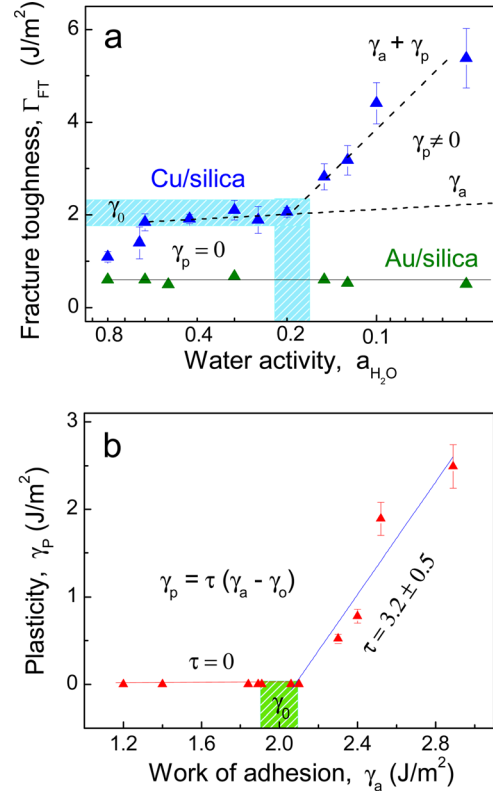 a
Fracture toughness, Γ_FT (J/m²)
6
4
2
0
γ_a + γ_p
γ_p≠0
Cu/silica
γ_0
γ_a
γ_p = 0
Au/silica
0.8
0.4
0.2
0.1
Water activity, a_H₂O
b
Plasticity, γ_P (J/m²)
3
2
1
0
γ_p = τ (γ_a - γ_o)
τ = 3.2 ± 0.5
τ = 0
γ_0
1.2
1.6
2.0
2.4
2.8
Work of adhesion, γ_a (J/m²)